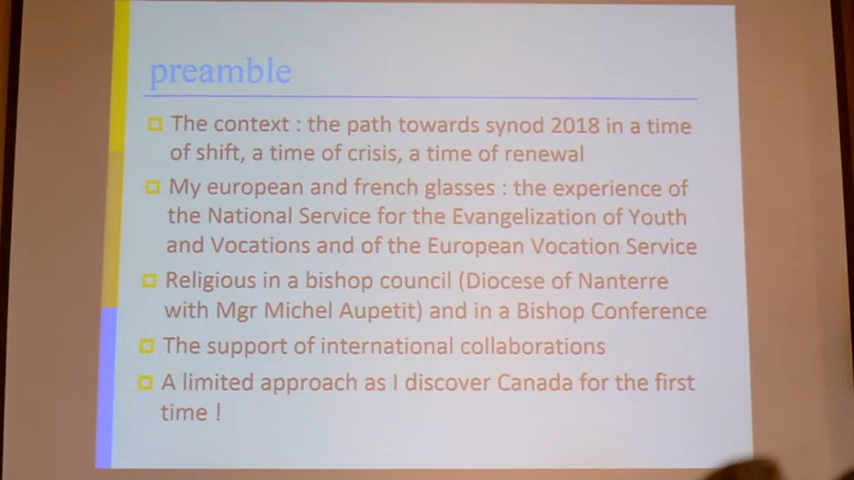 preamble
The context : the path towards synod 2018 in a time
of shift, a time of crisis, a time of renewal
My european and french glasses : the experience of
the National Service for the Evangelization of Youth
and Vocations and of the European Vocation Service
Religious in a bishop council (Diocese of Nanterre
with Mgr Michel Aupetit) and in a Bishop Conference
The support of international collaborations
A limited approach as I discover Canada for the first
time !